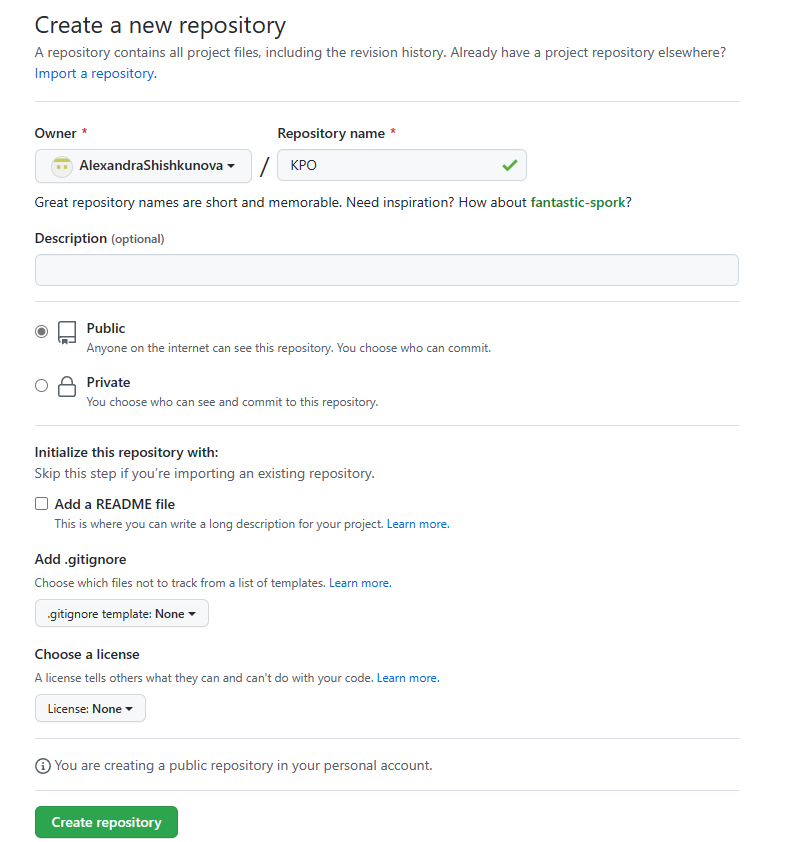 Create a new repository
A repository contains all project files, including the revision history. Already have a project repository elsewhere?
Import a repository.
Owner *
Repository name *
AlexandraShishkunova
/
KPO
Great repository names are short and memorable. Need inspiration? How about fantastic-spork?
Description (optional)
Public
Anyone on the internet can see this repository. You choose who can commit.
Private
You choose who can see and commit to this repository.
Initialize this repository with:
Skip this step if you're importing an existing repository.
Add a README file
This is where you can write a long description for your project. Learn more.
Add .gitignore
Choose which files not to track from a list of templates. Learn more.
.gitignore template: None
Choose a license
A license tells others what they can and can't do with your code. Learn more.
License: None
You are creating a public repository in your personal account.
Create repository